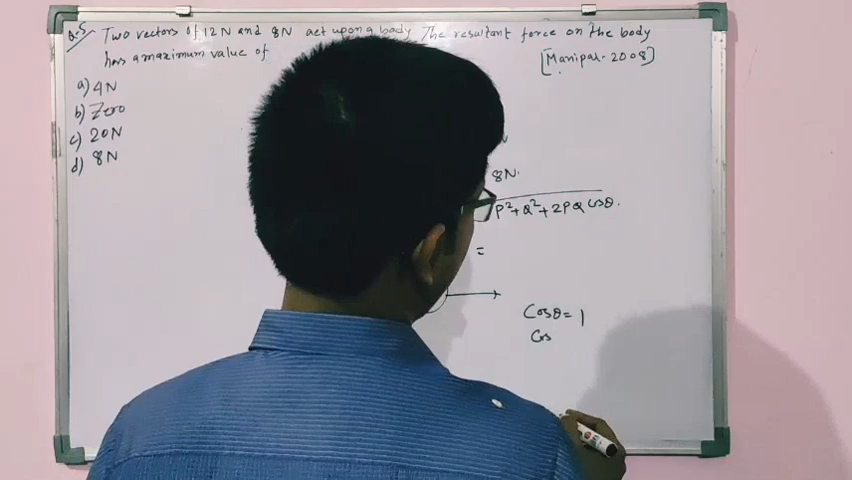 Q.5 Two vectors of 12 N and 8N act upon a body The resultant force on the body
has a maximum value of [Manipal-2008]
a) 4N
b) Zero
c) 20N
d) 8N
N
8N.
P²+Q²+2PQ Cosθ.
=
Cosθ = 1
Cos